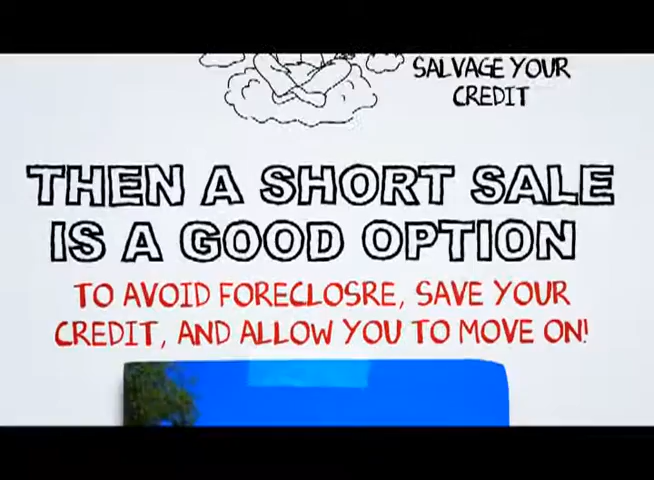 SALVAGE YOUR
CREDIT
THEN A SHORT SALE
IS A GOOD OPTION
TO AVOID FORECLOSRE, SAVE YOUR
CREDIT, AND ALLOW YOU TO MOVE ON!